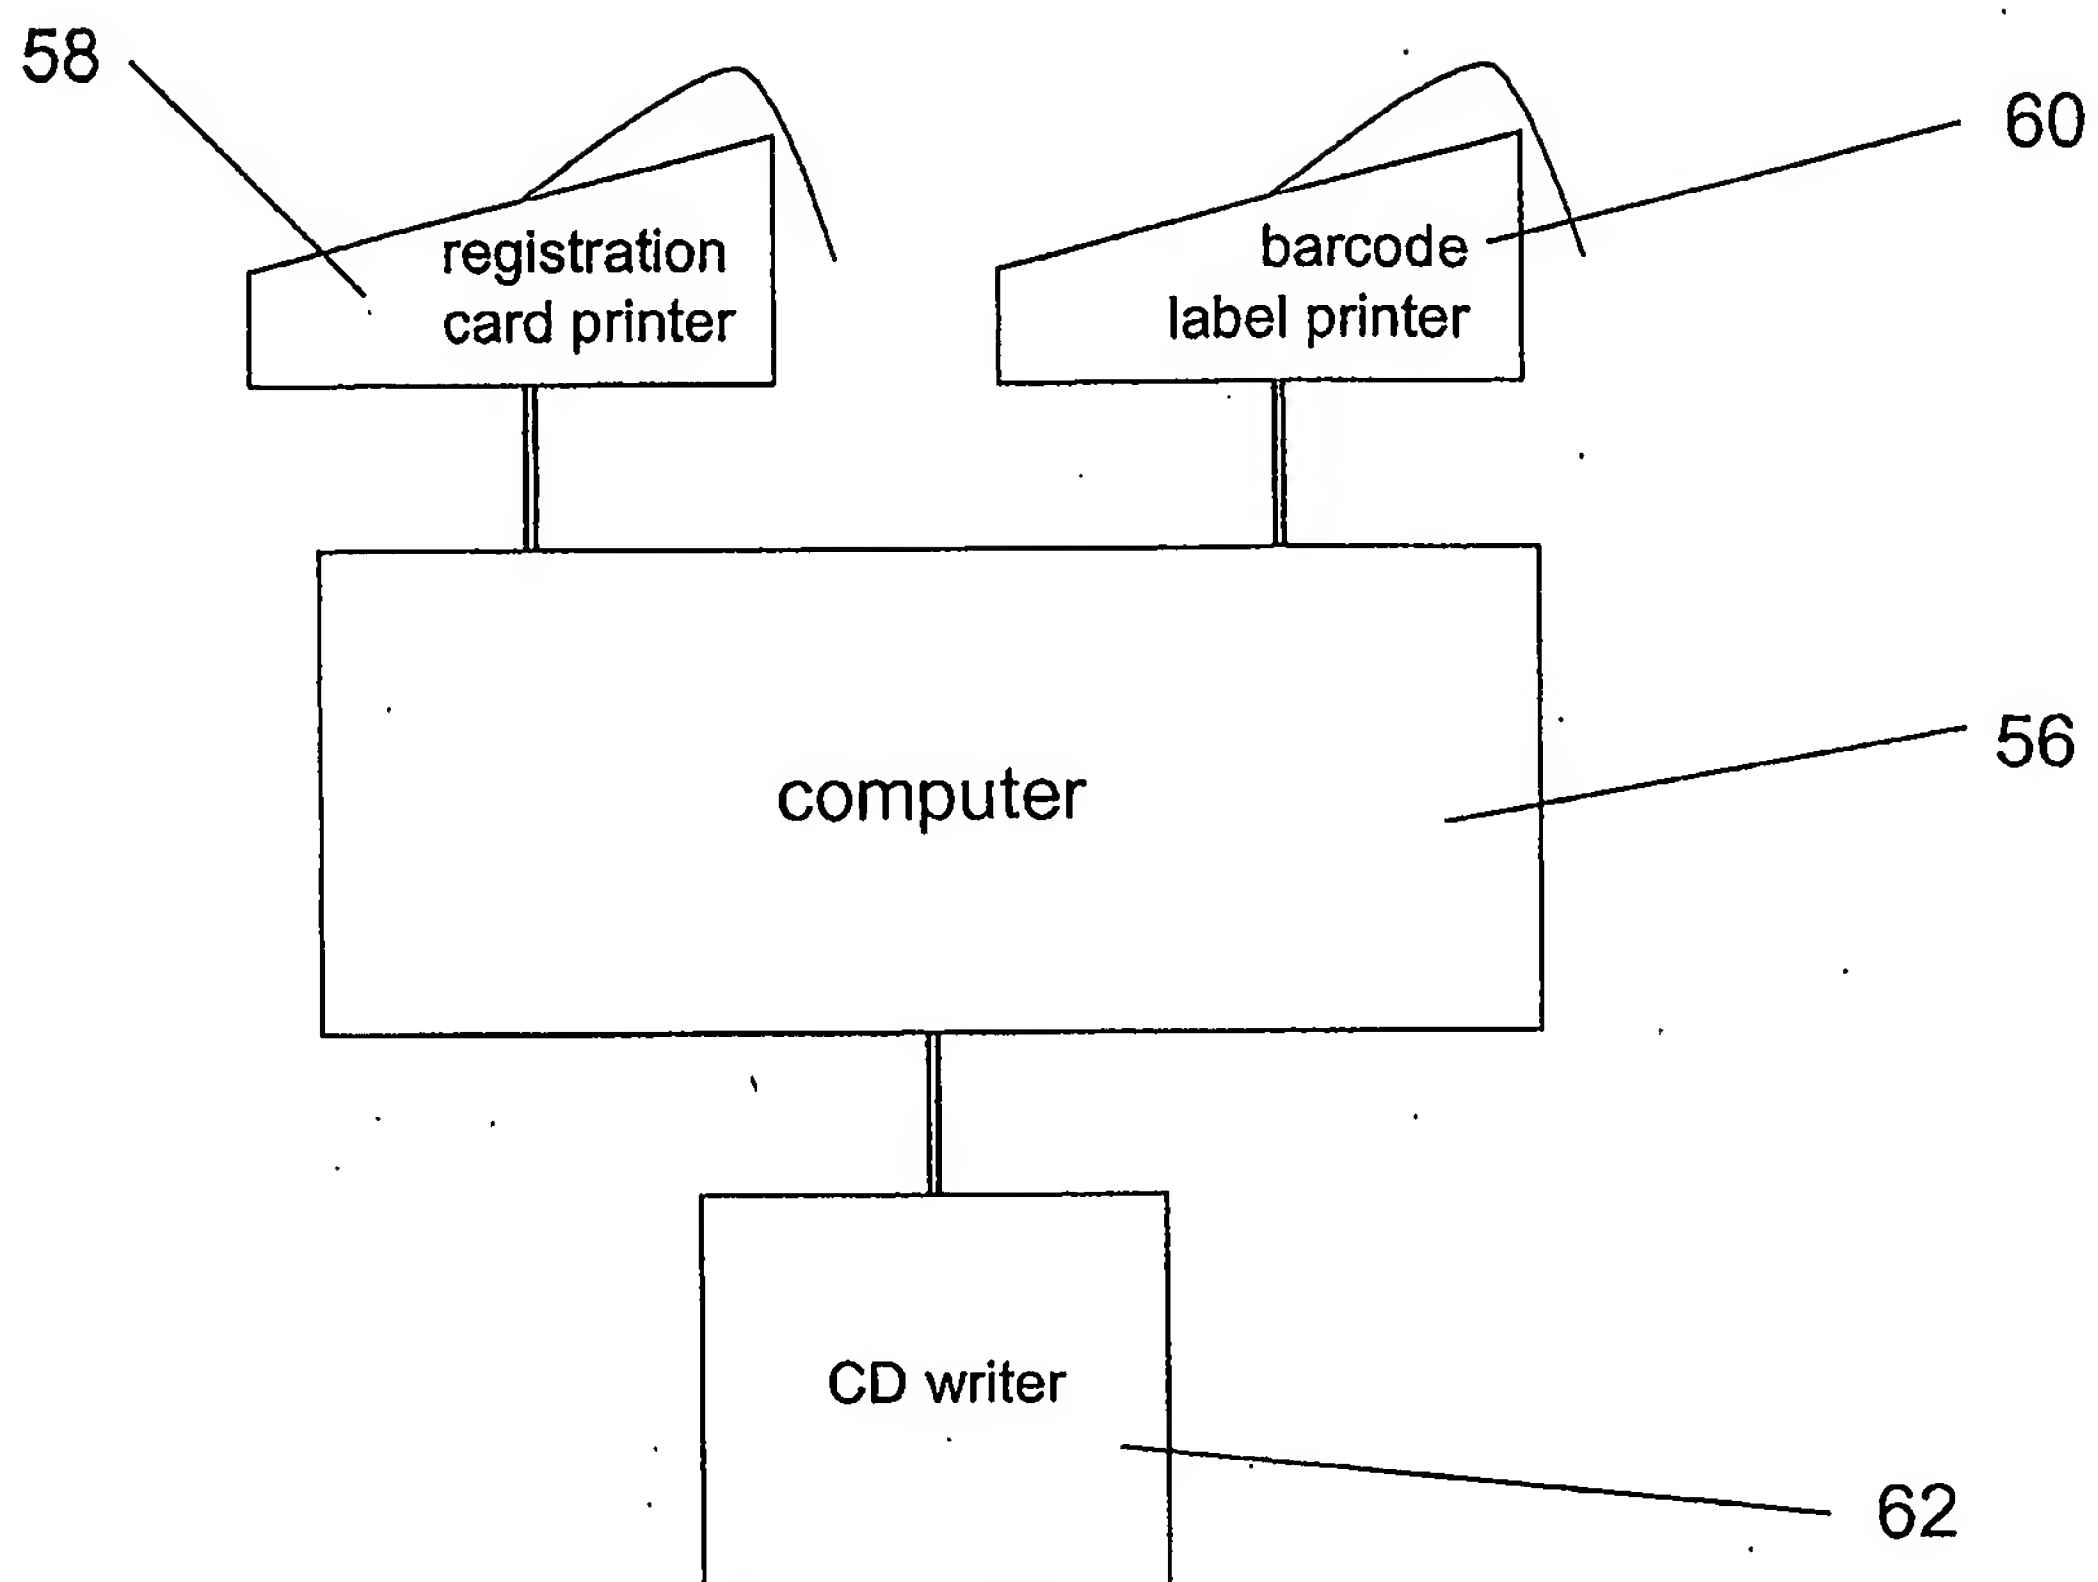 58
60
registration
card printer
barcode
label printer
computer
56
CD writer
62